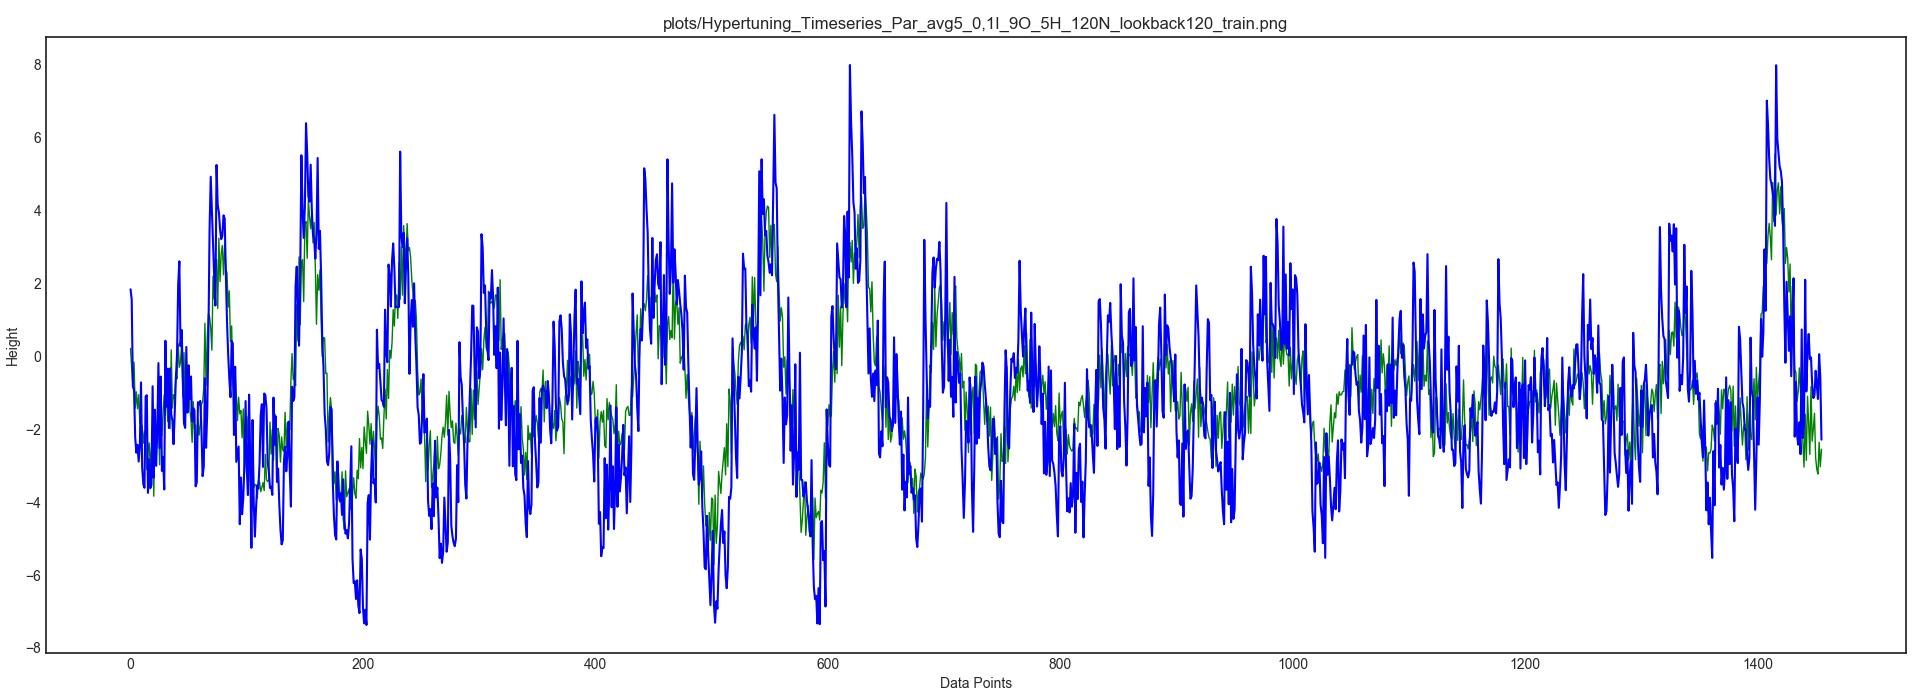 plots/Hypertuning_Timeseries_Par_avg5_0,1l_9O_5H_120N_lookback120_train.png
8
6
4
2
0
−2
−4
−6
−8
Height
0 200 400 600 800 1000 1200 1400
Data Points